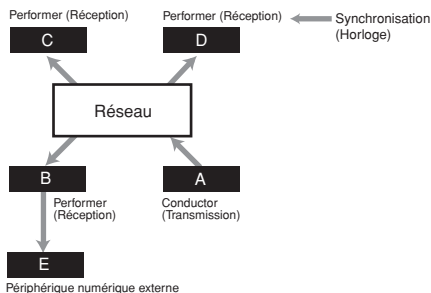 Performer (Réception)
Performer (Réception)
Synchronisation
(Horloge)
C
D
Réseau
B
A
Performer
(Réception)
Conductor
(Transmission)
E
Périphérique numérique externe